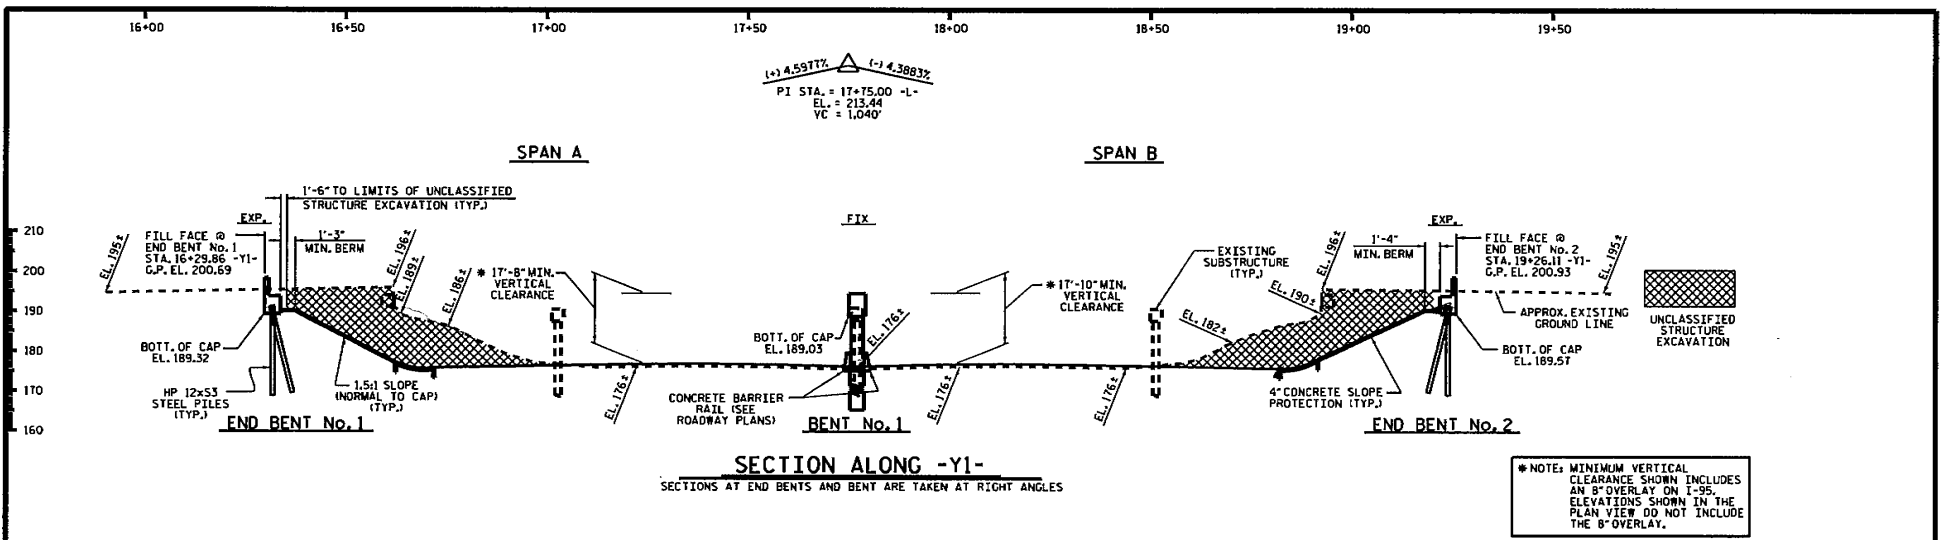 16+00 16+50 17+00 17+50 18+00 18+50 19+00 19+50
(+) 4.5977% (-) 4.3883%
PI STA. = 17+75.00 -L-
EL. = 213.44
VC = 1,040'
SPAN A
SPAN B
1'-6" TO LIMITS OF UNCLASSIFIED
STRUCTURE EXCAVATION (TYP.)
EXP.
FIX
EXP.
210
200
190
180
170
160
EL. 195±
FILL FACE @
END BENT No. 1
STA. 16+29.86 -Y1-
G.P. EL. 200.69
1'-3"
MIN. BERM
EL. 196±
EL. 189±
EL. 186±
* 17'-8" MIN.
VERTICAL
CLEARANCE
BOTT. OF CAP
EL. 189.03
EL. 176±
* 17'-10" MIN.
VERTICAL
CLEARANCE
EXISTING
SUBSTRUCTURE
(TYP.)
EL. 196±
EL. 190±
EL. 182±
1'-4"
MIN. BERM
FILL FACE @
END BENT No. 2
STA. 19+26.11 -Y1-
G.P. EL. 200.93
EL. 195±
APPROX. EXISTING
GROUND LINE
UNCLASSIFIED
STRUCTURE
EXCAVATION
BOTT. OF CAP
EL. 189.32
HP 12x53
STEEL PILES
(TYP.)
1.5:1 SLOPE
(NORMAL TO CAP)
(TYP.)
EL. 176±
CONCRETE BARRIER
RAIL (SEE
ROADWAY PLANS)
EL. 176±
EL. 176±
4" CONCRETE SLOPE
PROTECTION (TYP.)
BOTT. OF CAP
EL. 189.57
END BENT No. 1
BENT No. 1
END BENT No. 2
SECTION ALONG -Y1-
SECTIONS AT END BENTS AND BENT ARE TAKEN AT RIGHT ANGLES
* NOTE: MINIMUM VERTICAL
CLEARANCE SHOWN INCLUDES
AN 8" OVERLAY ON I-95.
ELEVATIONS SHOWN IN THE
PLAN VIEW DO NOT INCLUDE
THE 8" OVERLAY.